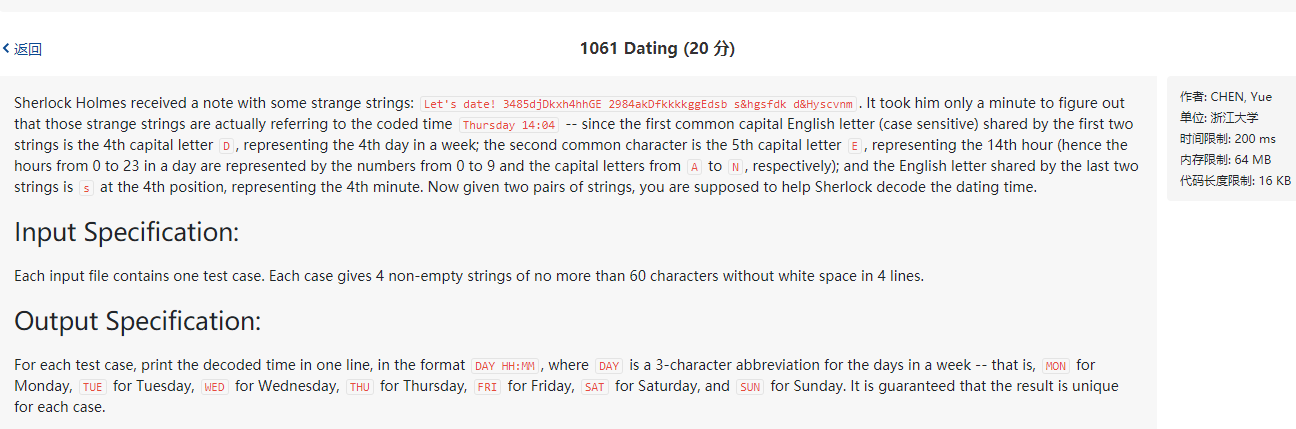 返回
1061 Dating (20 分)
Sherlock Holmes received a note with some strange strings: Let's date! 3485djDkxh4hhGE 2984akDfkkkkggEdsb s&hgsfdk d&Hyscvnm. It took him only a minute to figure out
that those strange strings are actually referring to the coded time Thursday 14:04 -- since the first common capital English letter (case sensitive) shared by the first two
strings is the 4th capital letter D, representing the 4th day in a week; the second common character is the 5th capital letter E, representing the 14th hour (hence the
hours from 0 to 23 in a day are represented by the numbers from 0 to 9 and the capital letters from A to N, respectively); and the English letter shared by the last two
strings is s at the 4th position, representing the 4th minute. Now given two pairs of strings, you are supposed to help Sherlock decode the dating time.
Input Specification:
Each input file contains one test case. Each case gives 4 non-empty strings of no more than 60 characters without white space in 4 lines.
Output Specification:
For each test case, print the decoded time in one line, in the format DAY HH:MM, where DAY is a 3-character abbreviation for the days in a week -- that is, MON for
Monday, TUE for Tuesday, WED for Wednesday, THU for Thursday, FRI for Friday, SAT for Saturday, and SUN for Sunday. It is guaranteed that the result is unique
for each case.
作者: CHEN, Yue
单位: 浙江大学
时间限制: 200 ms
内存限制: 64 MB
代码长度限制: 16 KB